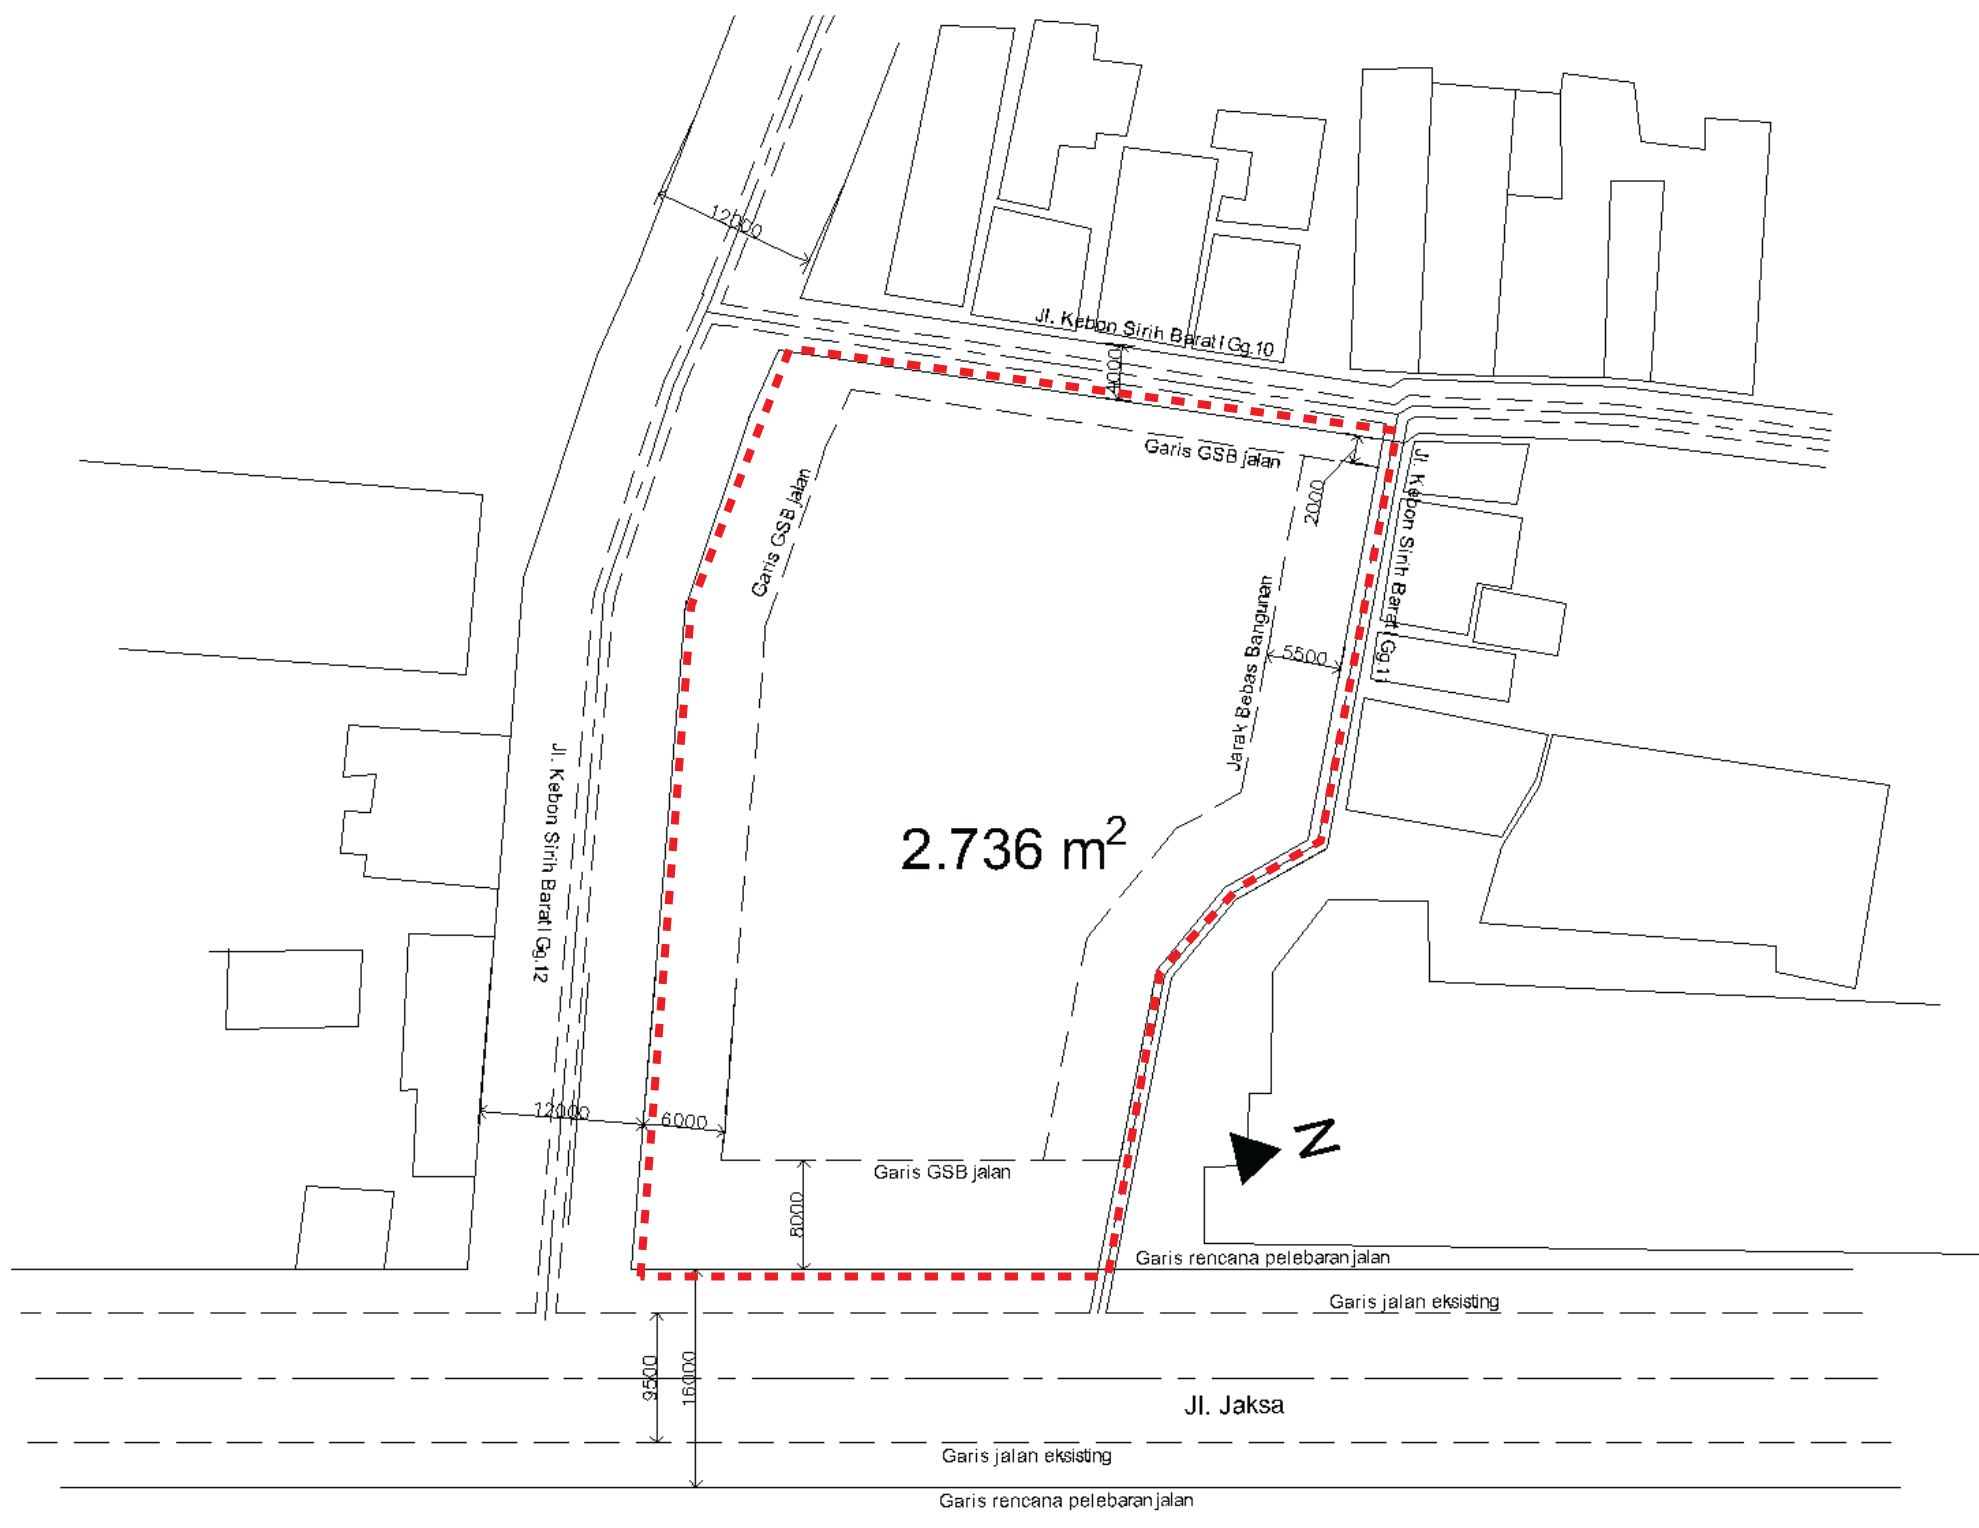 12000
Jl. Kebon Sirih Barat I Gg.10
4000
Garis GSB jalan
2000
Jl. Kebon Sirih Barat I Gg.11
Garis GSB jalan
Jarak Bebas Bangunan
5500
2.736 m²
Jl. Kebon Sirih Barat I Gg.12
12000
6000
Garis GSB jalan
N
8000
Garis rencana pelebaran jalan
Garis jalan eksisting
9500
16000
Jl. Jaksa
Garis jalan eksisting
Garis rencana pelebaran jalan